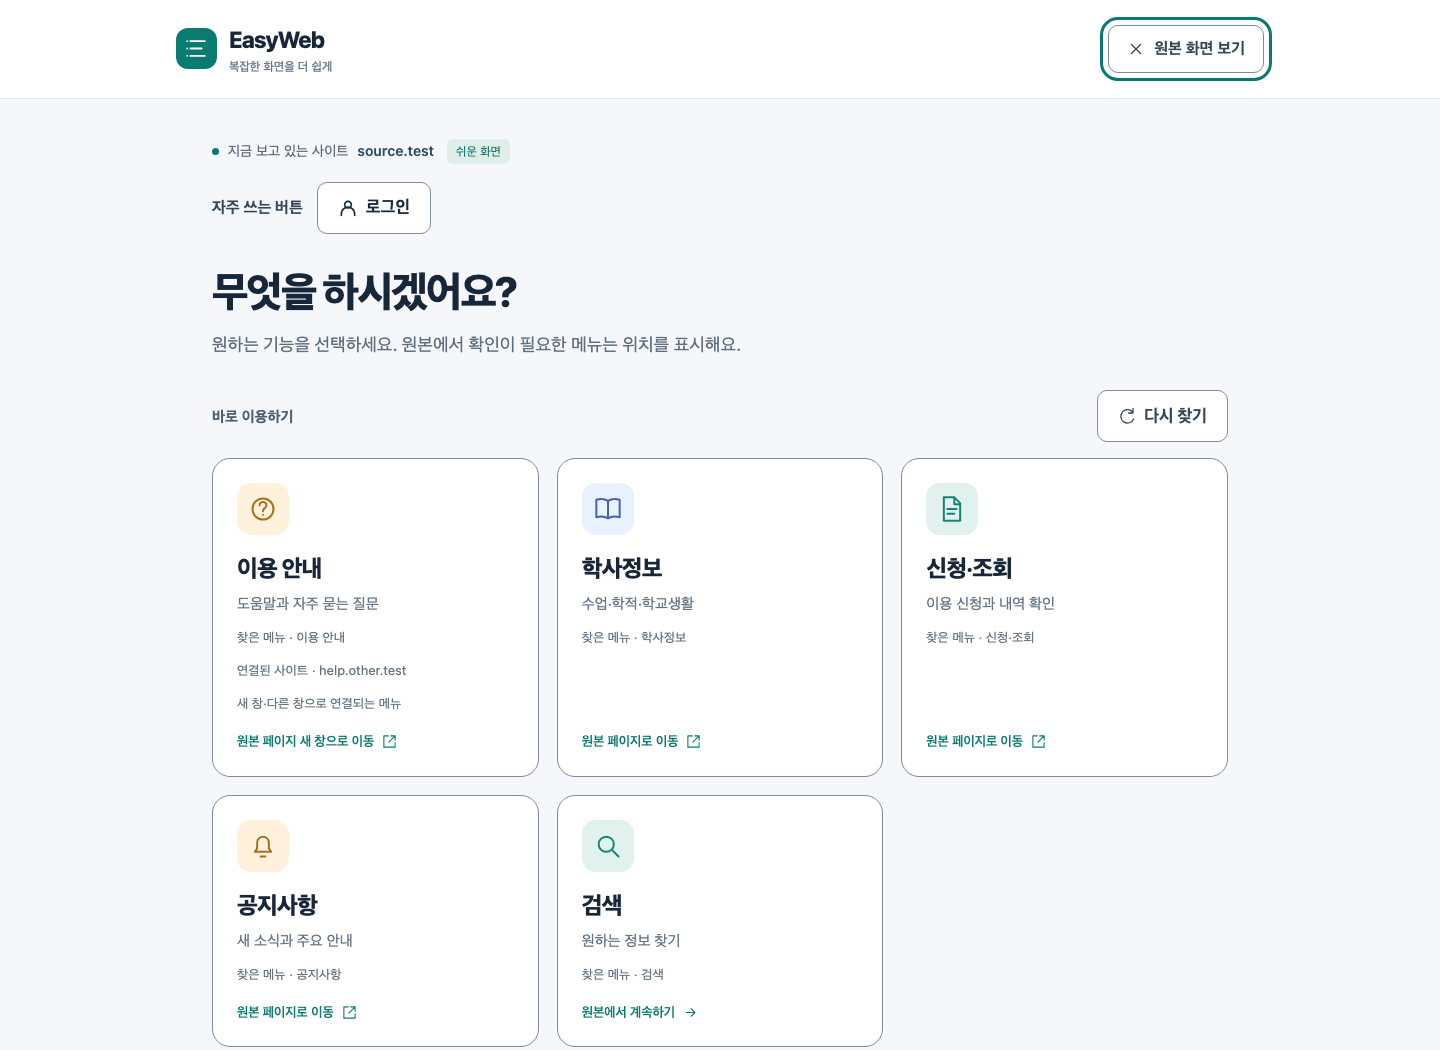 EasyWeb
복잡한 화면을 더 쉽게
원본 화면 보기
지금 보고 있는 사이트 source.test 쉬운 화면
자주 쓰는 버튼 로그인
무엇을 하시겠어요?
원하는 기능을 선택하세요. 원본에서 확인이 필요한 메뉴는 위치를 표시해요.
바로 이용하기
다시 찾기
이용 안내
도움말과 자주 묻는 질문
찾은 메뉴 · 이용 안내
연결된 사이트 · help.other.test
새 창·다른 창으로 연결되는 메뉴
원본 페이지 새 창으로 이동
학사정보
수업·학적·학교생활
찾은 메뉴 · 학사정보
원본 페이지로 이동
신청·조회
이용 신청과 내역 확인
찾은 메뉴 · 신청·조회
원본 페이지로 이동
공지사항
새 소식과 주요 안내
찾은 메뉴 · 공지사항
원본 페이지로 이동
검색
원하는 정보 찾기
찾은 메뉴 · 검색
원본에서 계속하기